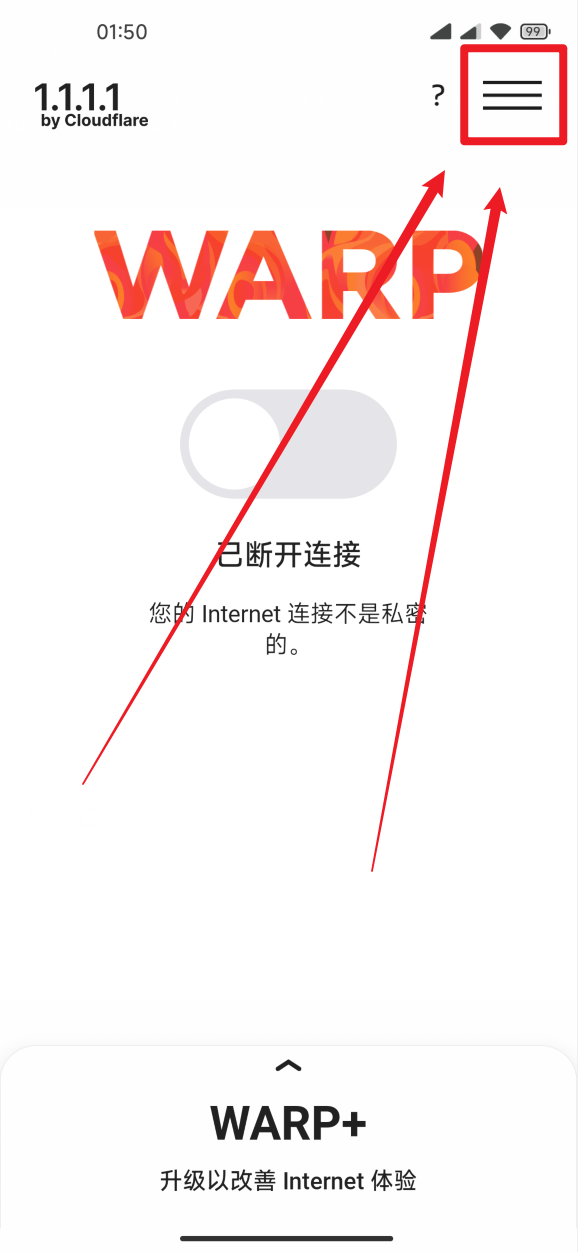 01:50
99
1.1.1.1
?
by Cloudflare
WARP
已断开连接
您的 Internet 连接不是私密
的。
WARP+
升级以改善 Internet 体验